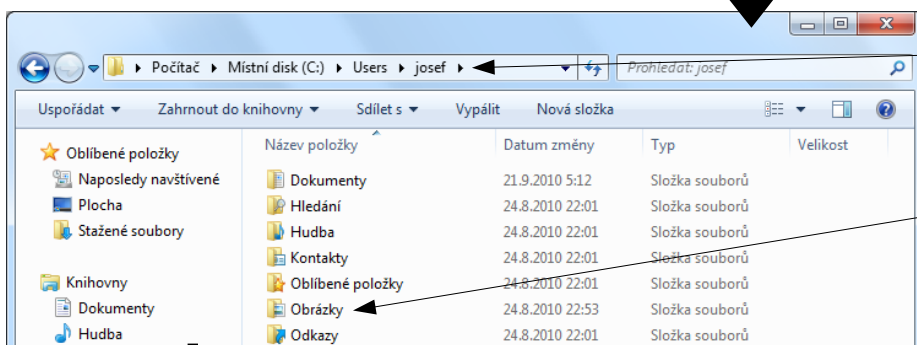 Počítač ▸ Místní disk (C:) ▸ Users ▸ josef ▸ Prohledat: josef
Uspořádat Zahrnout do knihovny Sdílet s Vypálit Nová složka
Oblíbené položky
Naposledy navštívené
Plocha
Stažené soubory
Knihovny
Dokumenty
Hudba
Název položky Datum změny Typ Velikost
Dokumenty 21.9.2010 5:12 Složka souborů
Hledání 24.8.2010 22:01 Složka souborů
Hudba 24.8.2010 22:01 Složka souborů
Kontakty 24.8.2010 22:01 Složka souborů
Oblíbené položky 24.8.2010 22:01 Složka souborů
Obrázky 24.8.2010 22:53 Složka souborů
Odkazy 24.8.2010 22:01 Složka souborů